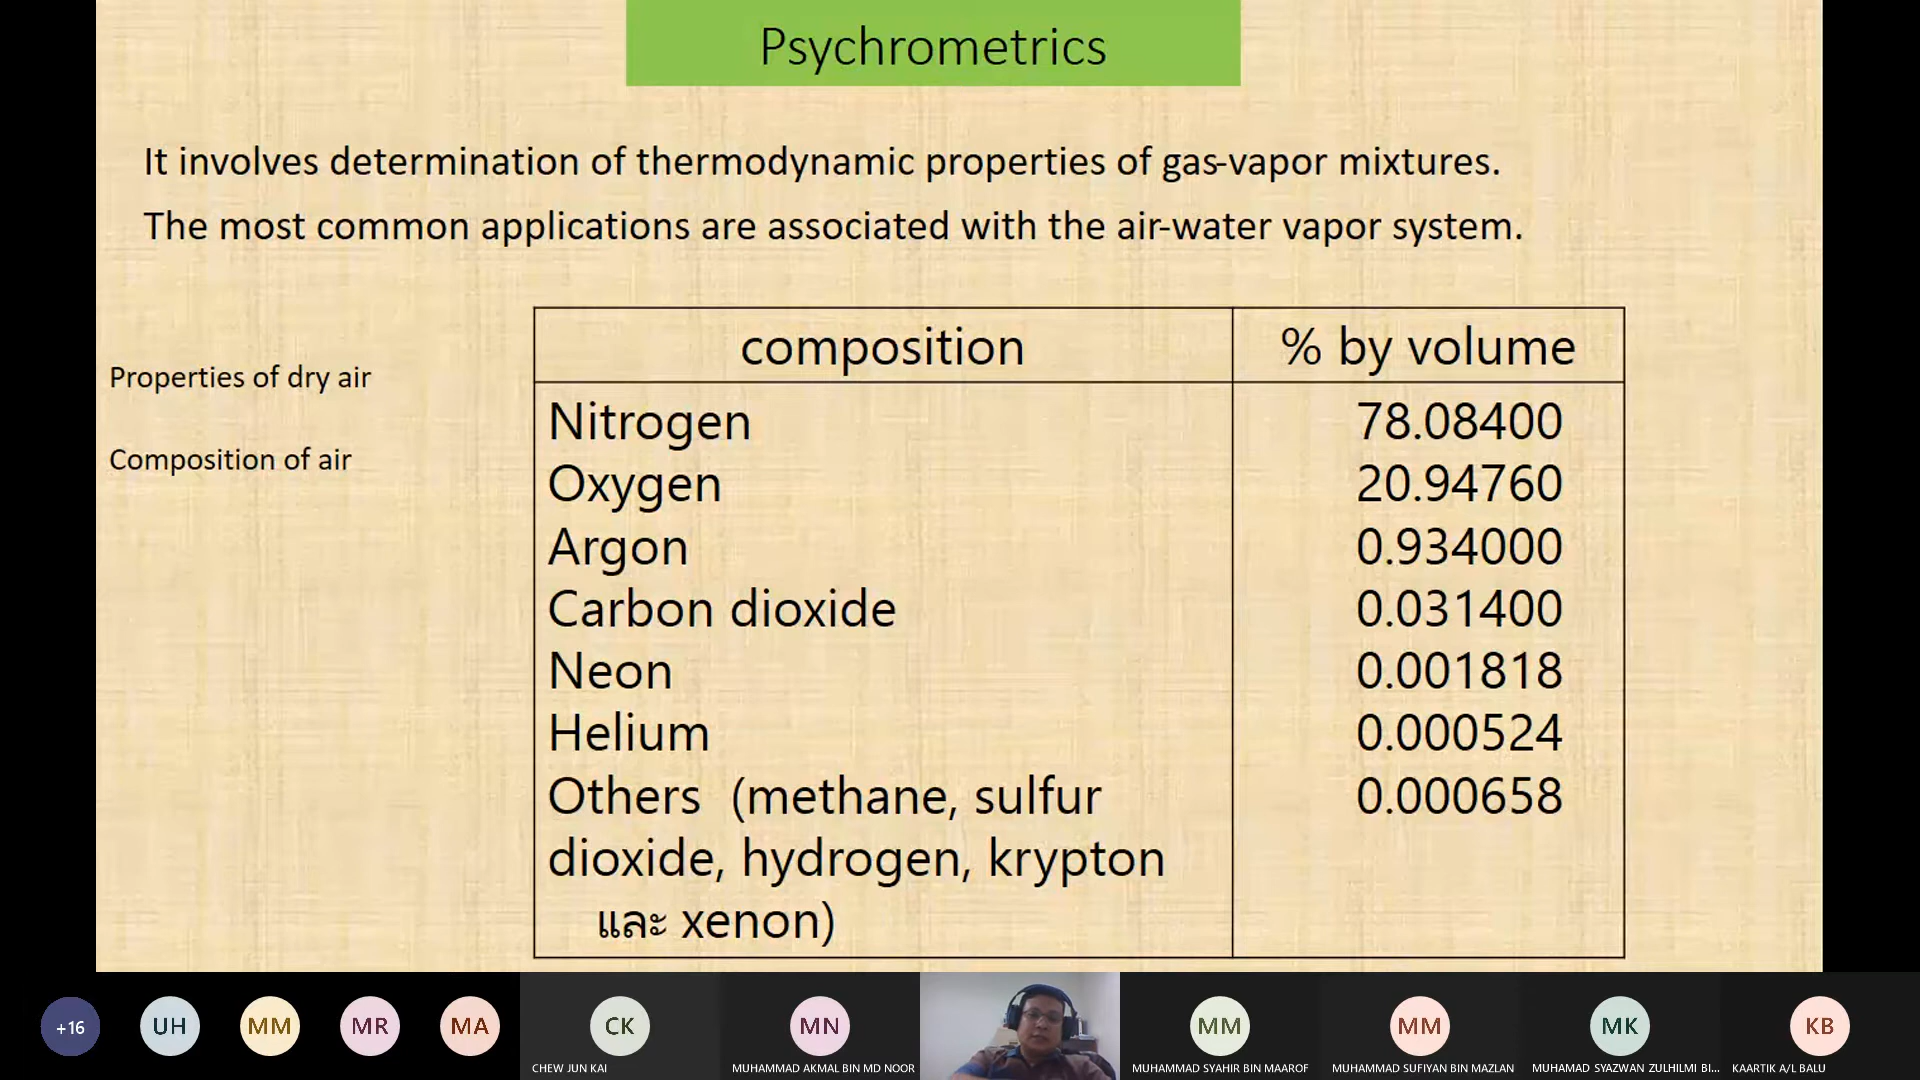 Psychrometrics
It involves determination of thermodynamic properties of gas-vapor mixtures.
The most common applications are associated with the air-water vapor system.
Properties of dry air
Composition of air
composition % by volume
Nitrogen 78.08400
Oxygen 20.94760
Argon 0.934000
Carbon dioxide 0.031400
Neon 0.001818
Helium 0.000524
Others (methane, sulfur 0.000658
dioxide, hydrogen, krypton
และ xenon)
+16 UH MM MR MA CK MN MM MM MK KB
CHEW JUN KAI MUHAMMAD AKMAL BIN MD NOOR MUHAMMAD SYAHIR BIN MAAROF MUHAMMAD SUFIYAN BIN MAZLAN MUHAMAD SYAZWAN ZULHILMI BI... KAARTIK A/L BALU